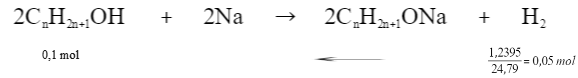 2CₙH₂ₙ₊₁OH + 2Na → 2CₙH₂ₙ₊₁ONa + H₂
0,1 mol ← 1,2395/24,79 = 0,05 mol